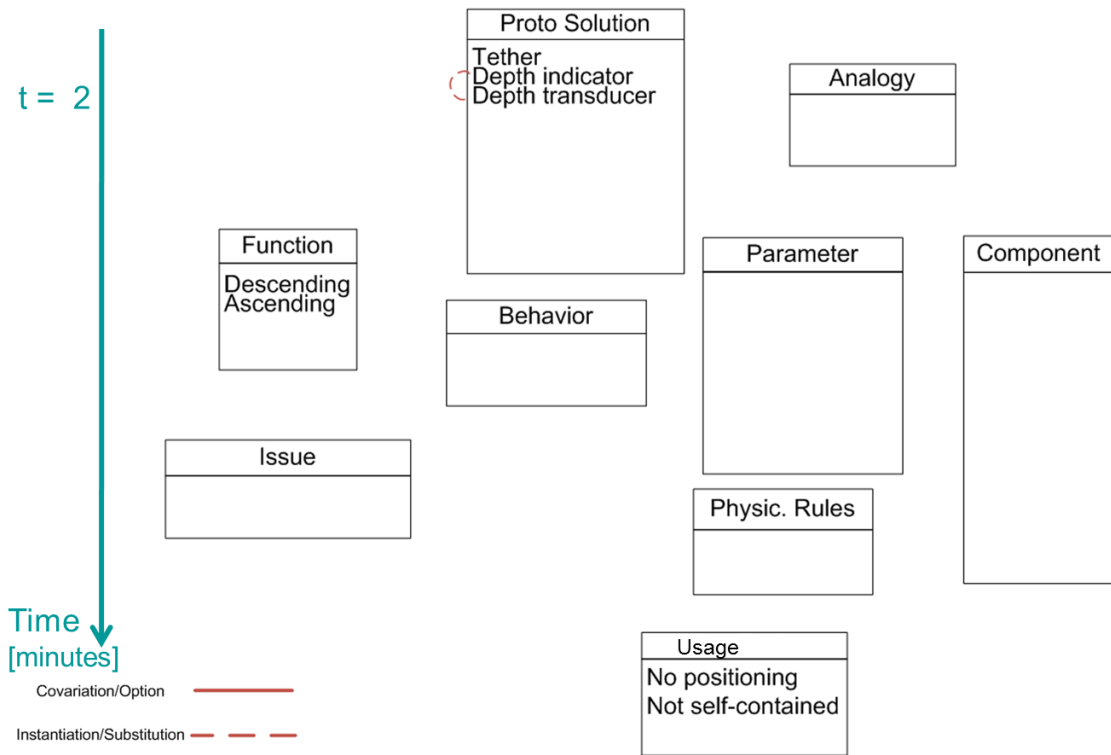 Proto Solution
Tether
Depth indicator
Depth transducer
t = 2
Analogy
Function
Descending
Ascending
Parameter
Component
Behavior
Issue
Physic. Rules
Time
[minutes]
Usage
No positioning
Not self-contained
Covariation/Option
Instantiation/Substitution